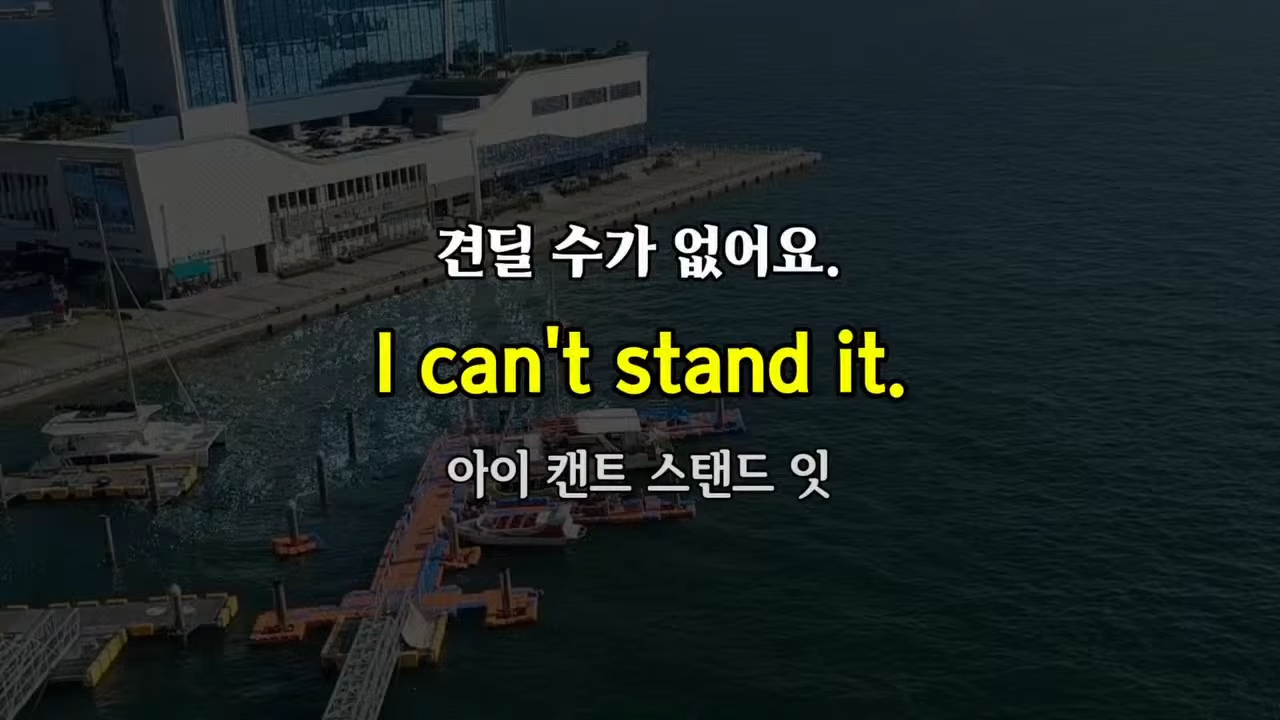 견딜 수가 없어요.
I can't stand it.
아이 캔트 스탠드 잇